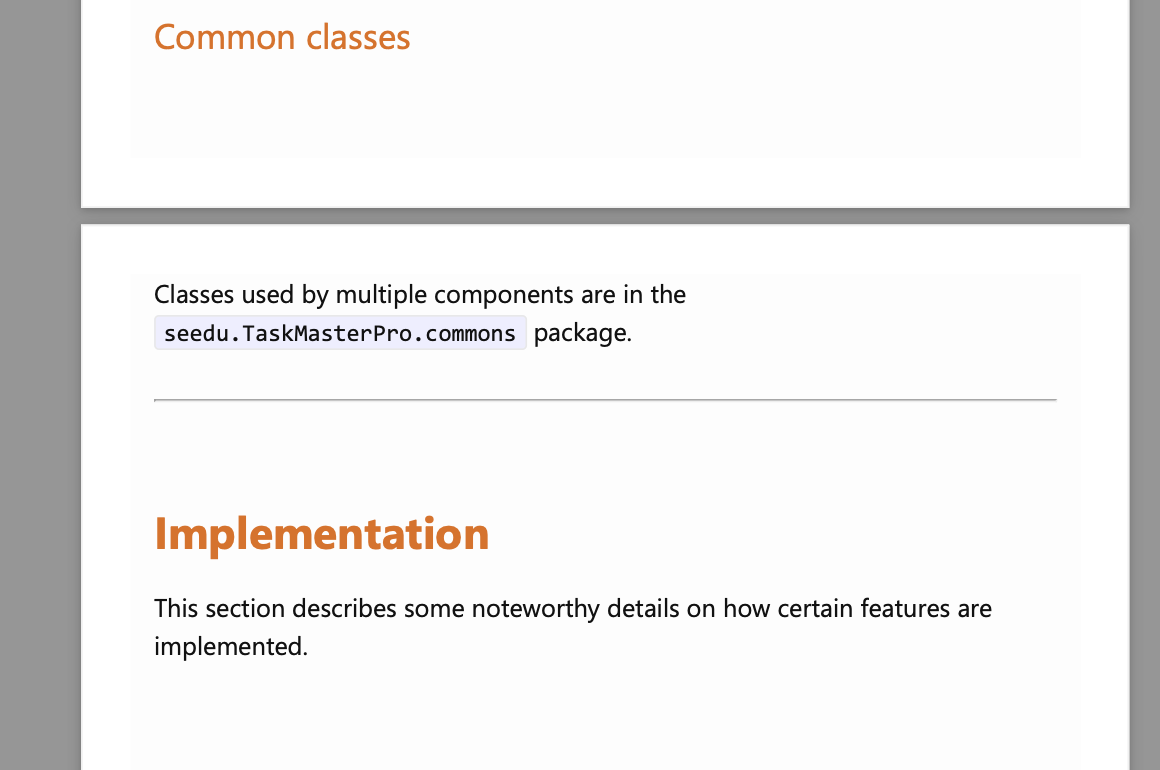 Common classes
Classes used by multiple components are in the
seedu.TaskMasterPro.commons package.
Implementation
This section describes some noteworthy details on how certain features are
implemented.